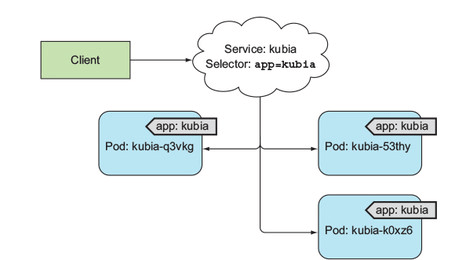 Client
Service: kubia
Selector: app=kubia
app: kubia
Pod: kubia-q3vkg
app: kubia
Pod: kubia-53thy
app: kubia
Pod: kubia-k0xz6